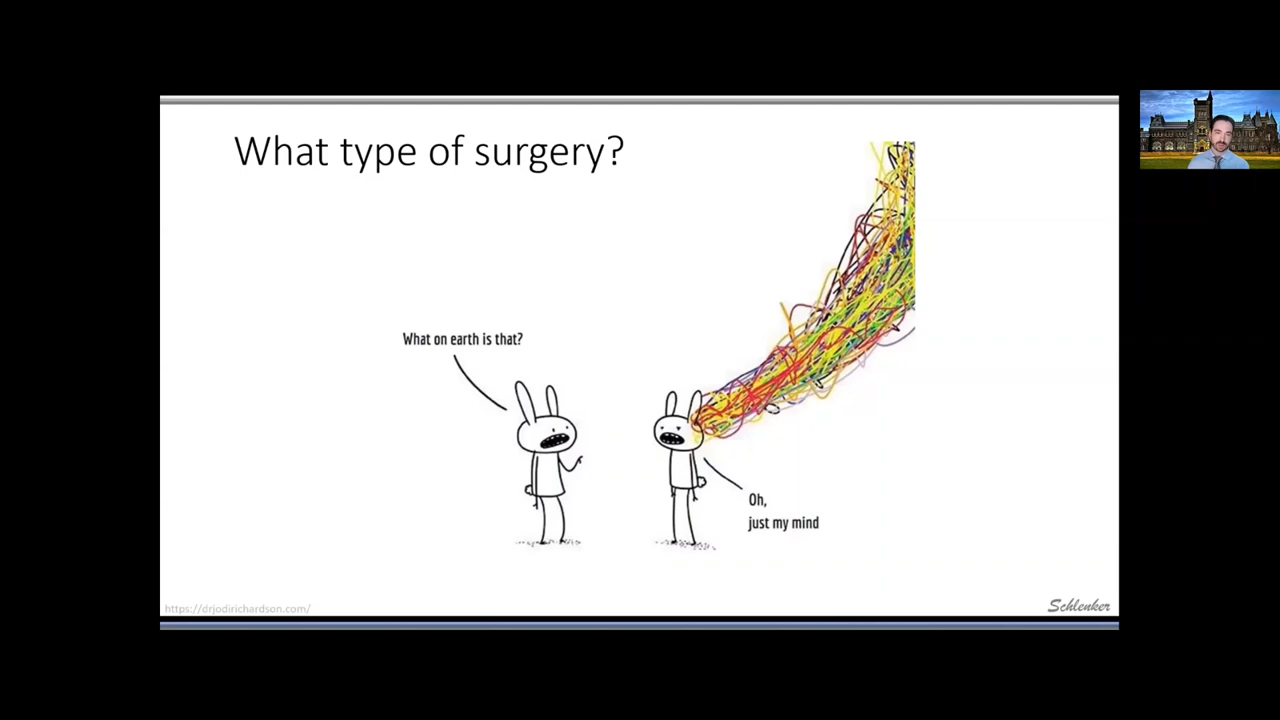 What type of surgery?
What on earth is that?
Oh,
just my mind
https://drjodirichardson.com/
Schlenker